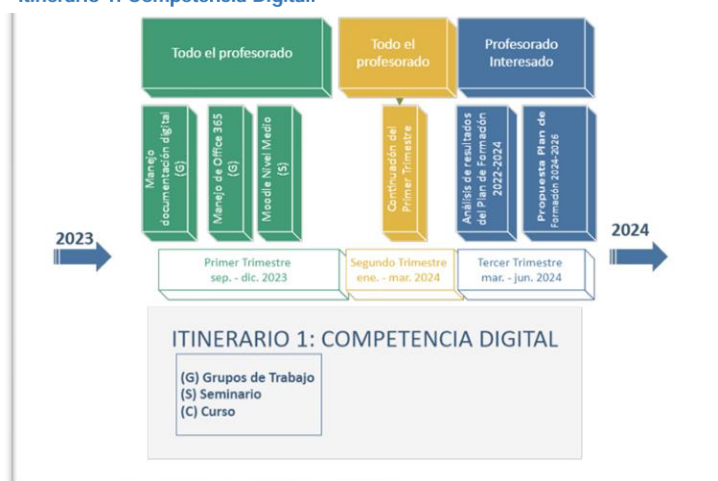 Itinerario 1: Competencia Digital.
Todo el profesorado
Todo el
profesorado
Profesorado
Interesado
Manejo
documentación digital
(G)
Manejo de Office 365
(G)
Moodle Nivel Medio
(S)
Continuación del
Primer Trimestre
Análisis de resultados
del Plan de Formación
2022-2024
Propuesta Plan de
Formación 2024-2026
2023
2024
Primer Trimestre
sep. - dic. 2023
Segundo Trimestre
ene. - mar. 2024
Tercer Trimestre
mar. - jun. 2024
ITINERARIO 1: COMPETENCIA DIGITAL
(G) Grupos de Trabajo
(S) Seminario
(C) Curso